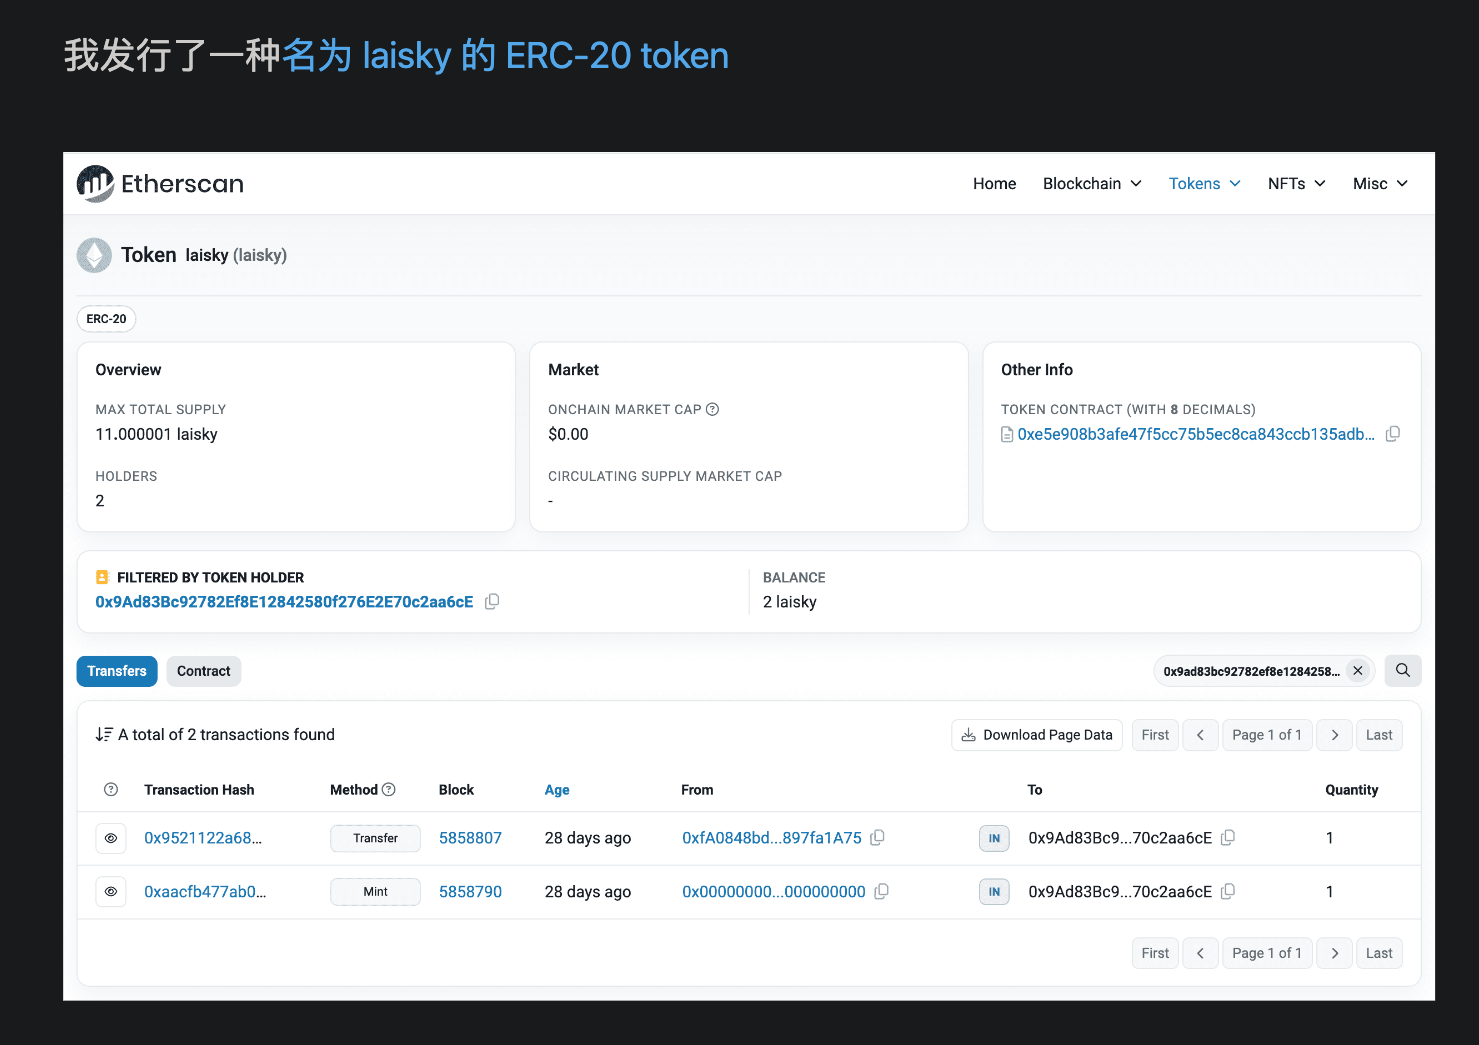 我发行了一种名为 laisky 的 ERC-20 token
Etherscan
Home Blockchain Tokens NFTs Misc
Token laisky (laisky)
ERC-20
Overview
MAX TOTAL SUPPLY
11.000001 laisky
HOLDERS
2
Market
ONCHAIN MARKET CAP
$0.00
CIRCULATING SUPPLY MARKET CAP
-
Other Info
TOKEN CONTRACT (WITH 8 DECIMALS)
0xe5e908b3afe47f5cc75b5ec8ca843ccb135adb...
FILTERED BY TOKEN HOLDER
0x9Ad83Bc92782Ef8E12842580f276E2E70c2aa6cE
BALANCE
2 laisky
Transfers Contract 0x9ad83bc92782ef8e1284258...
A total of 2 transactions found Download Page Data First Page 1 of 1 Last
Transaction Hash Method Block Age From To Quantity
0x9521122a68... Transfer 5858807 28 days ago 0xfA0848bd...897fa1A75 IN 0x9Ad83Bc9...70c2aa6cE 1
0xaacfb477ab0... Mint 5858790 28 days ago 0x00000000...000000000 IN 0x9Ad83Bc9...70c2aa6cE 1
First Page 1 of 1 Last